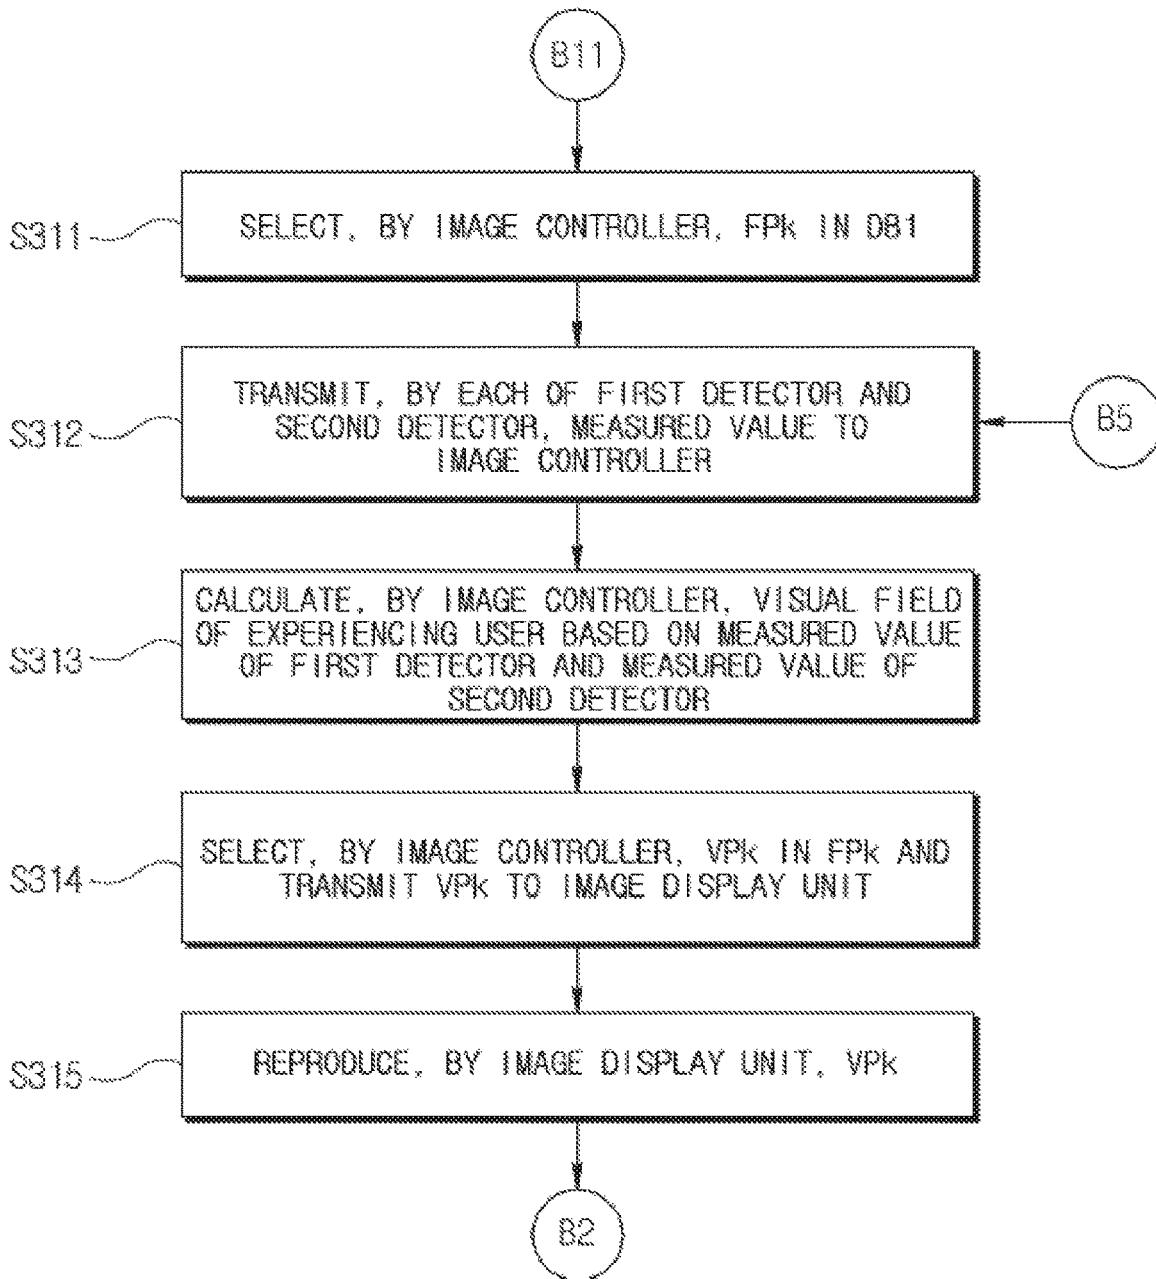 B11
S311
SELECT, BY IMAGE CONTROLLER, FPk IN DB1
TRANSMIT, BY EACH OF FIRST DETECTOR AND
S312
SECOND DETECTOR, MEASURED VALUE TO
IMAGE CONTROLLER
B5
CALCULATE, BY IMAGE CONTROLLER, VISUAL FIELD
OF EXPERIENCING USER BASED ON MEASURED VALUE
S313
OF FIRST DETECTOR AND MEASURED VALUE OF
SECOND DETECTOR
SELECT, BY IMAGE CONTROLLER, VPk IN FPk AND
S314
TRANSMIT VPk TO IMAGE DISPLAY UNIT
S315
REPRODUCE, BY IMAGE DISPLAY UNIT, VPk
B2